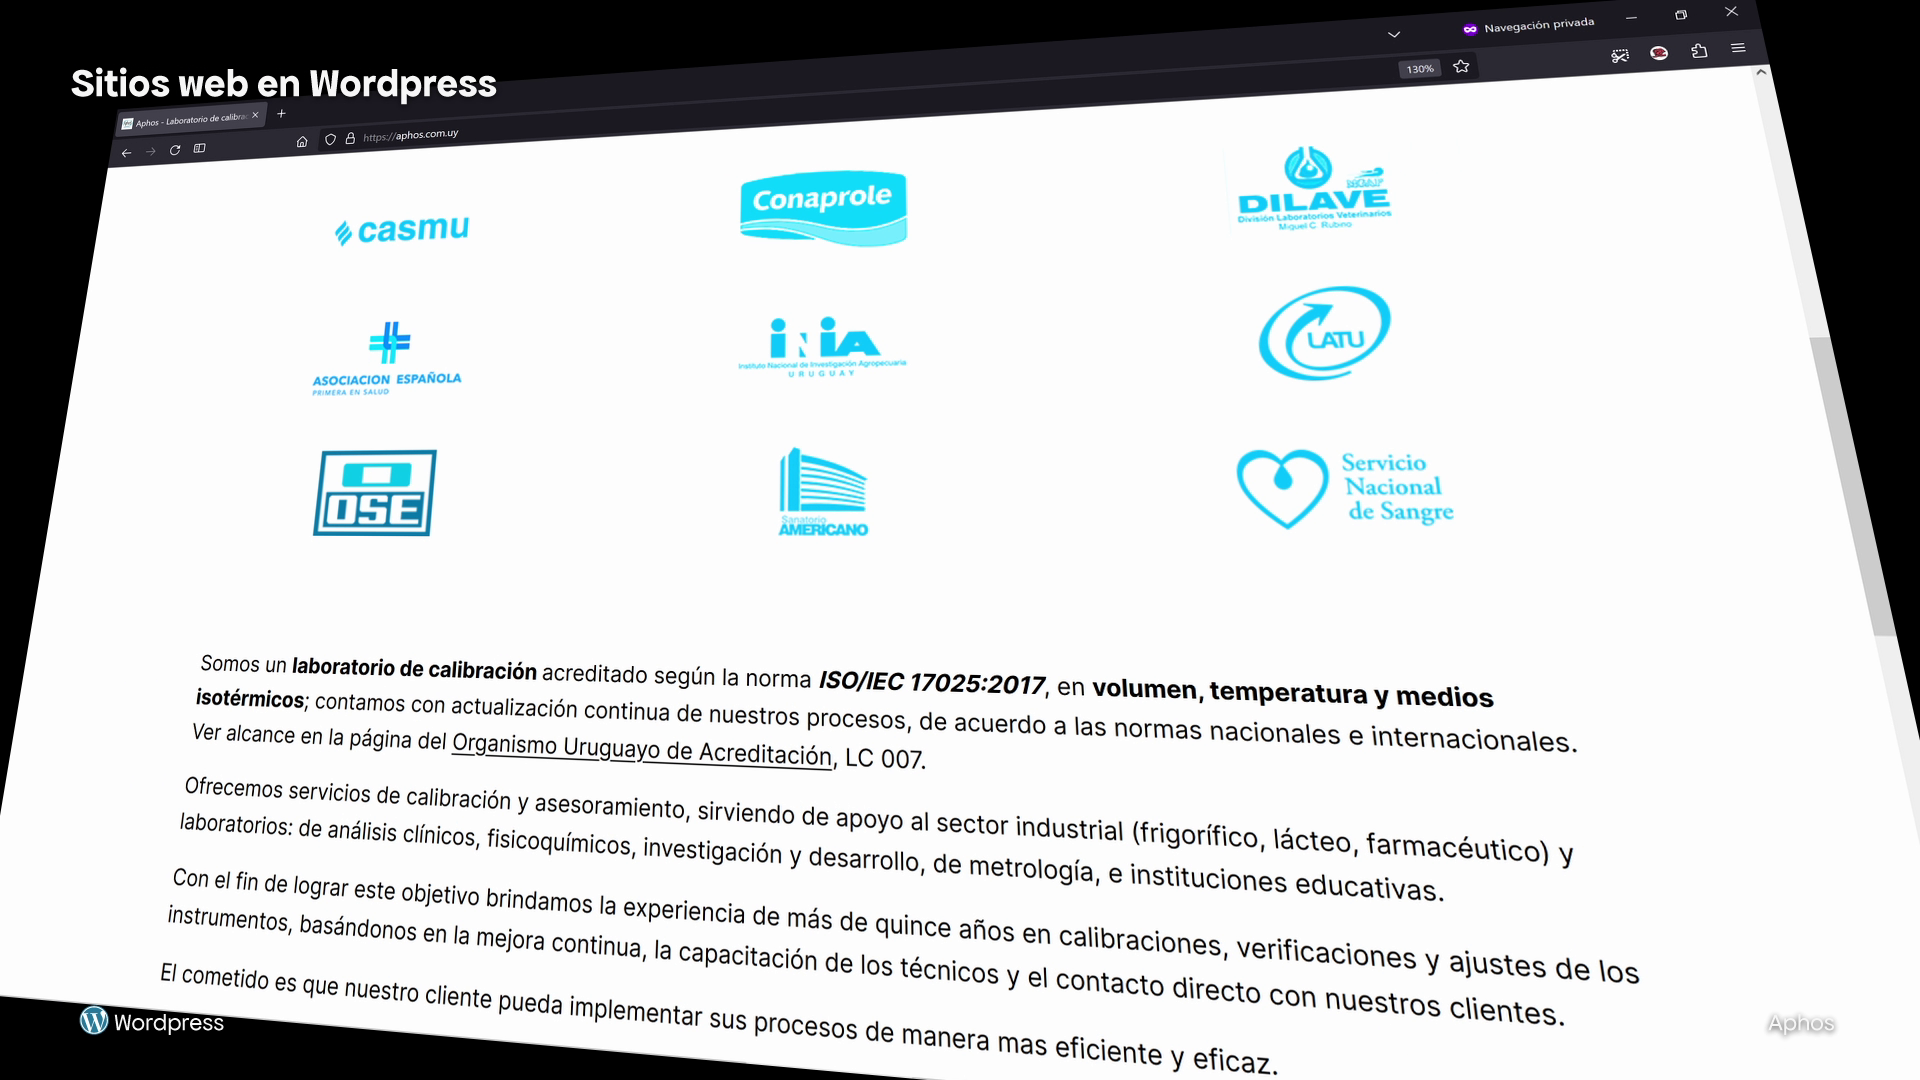 Sitios web en Wordpress
Navegación privada
130%
Aphos - Laboratorio de calibrac
https://aphos.com.uy
casmu
Conaprole
DILAVE
División Laboratorios Veterinarios
Miguel C. Rubino
ASOCIACION ESPAÑOLA
PRIMERA EN SALUD
iNiA
Instituto Nacional de Investigación Agropecuaria
URUGUAY
LATU
OSE
Sanatorio
AMERICANO
Servicio
Nacional
de Sangre
Somos un laboratorio de calibración acreditado según la norma ISO/IEC 17025:2017, en volumen, temperatura y medios
isotérmicos; contamos con actualización continua de nuestros procesos, de acuerdo a las normas nacionales e internacionales.
Ver alcance en la página del Organismo Uruguayo de Acreditación, LC 007.
Ofrecemos servicios de calibración y asesoramiento, sirviendo de apoyo al sector industrial (frigorífico, lácteo, farmacéutico) y
laboratorios: de análisis clínicos, fisicoquímicos, investigación y desarrollo, de metrología, e instituciones educativas.
Con el fin de lograr este objetivo brindamos la experiencia de más de quince años en calibraciones, verificaciones y ajustes de los
instrumentos, basándonos en la mejora continua, la capacitación de los técnicos y el contacto directo con nuestros clientes.
El cometido es que nuestro cliente pueda implementar sus procesos de manera mas eficiente y eficaz.
Wordpress
Aphos